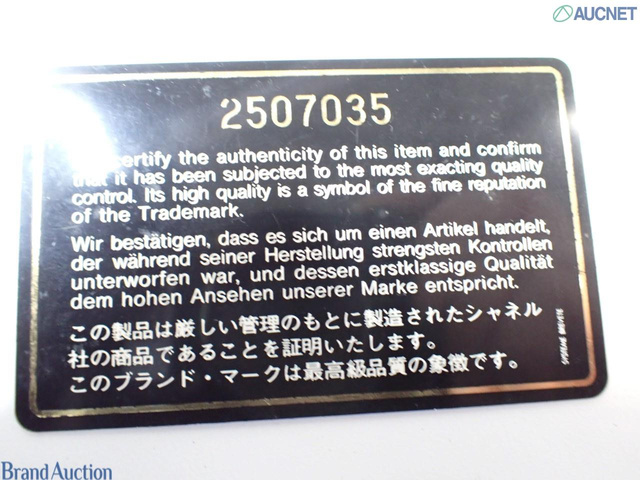 AUCNET
2507035
certify the authenticity of this item and confirm
that it has been subjected to the most exacting quality
control. Its high quality is a symbol of the fine reputation
of the Trademark.
Wir bestätigen, dass es sich um einen Artikel handelt,
der während seiner Herstellung strengsten Kontrollen
unterworfen war, und dessen erstklassige Qualität
dem hohen Ansehen unserer Marke entspricht.
この製品は厳しい管理のもとに製造されたシャネル
社の商品であることを証明いたします。
このブランド・マークは最高級品質の象徴です。
Brand Auction